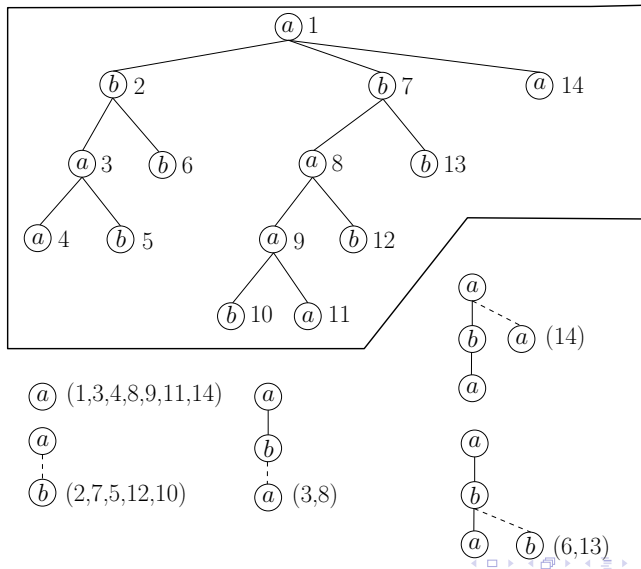 a 1
b 2
b 7
a 14
a 3
b 6
a 8
b 13
a 4
b 5
a 9
b 12
b 10
a 11
a
b
a (14)
a
a (1,3,4,8,9,11,14)
a
b (2,7,5,12,10)
a
b
a (3,8)
a
b
a
b (6,13)